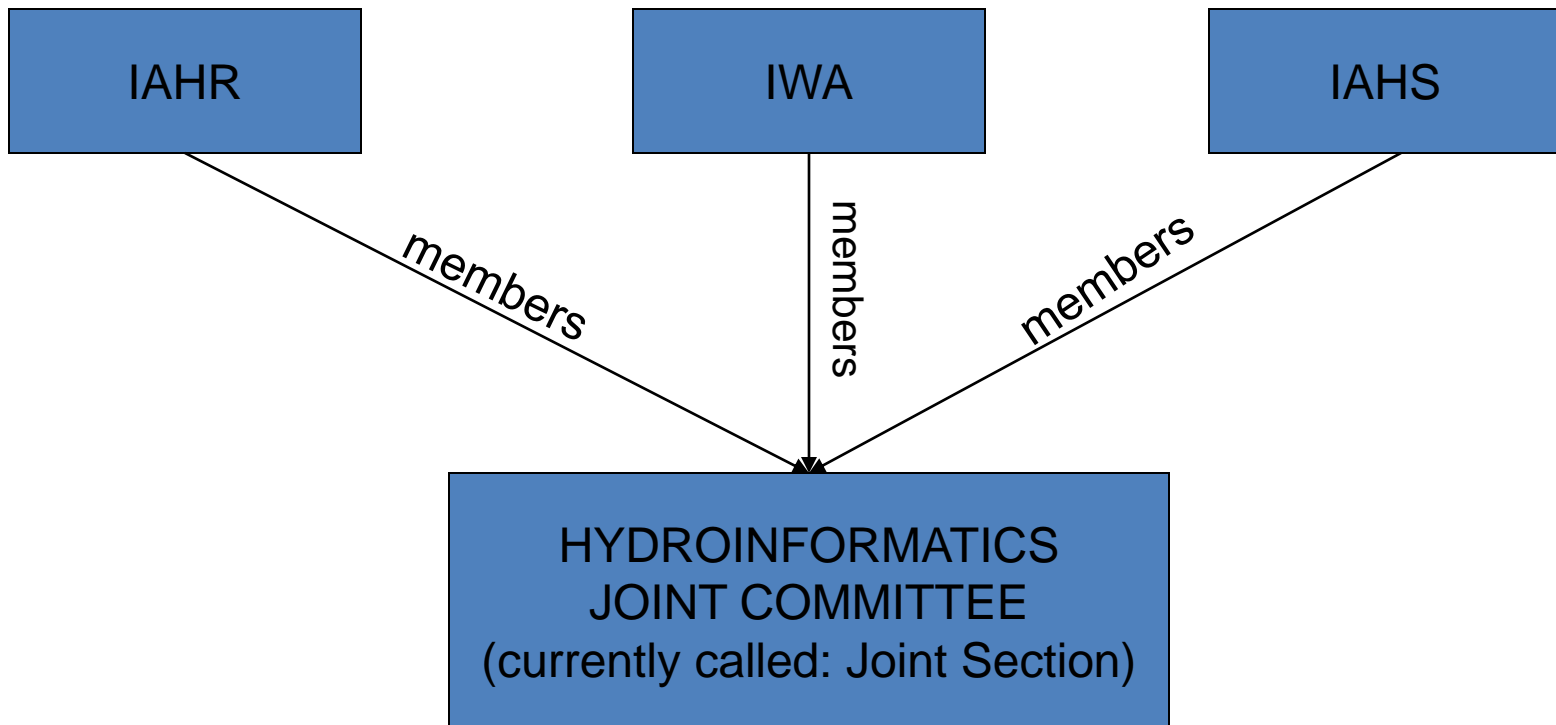 IAHR
IWA
IAHS
members
members
members
HYDROINFORMATICS
JOINT COMMITTEE
(currently called: Joint Section)